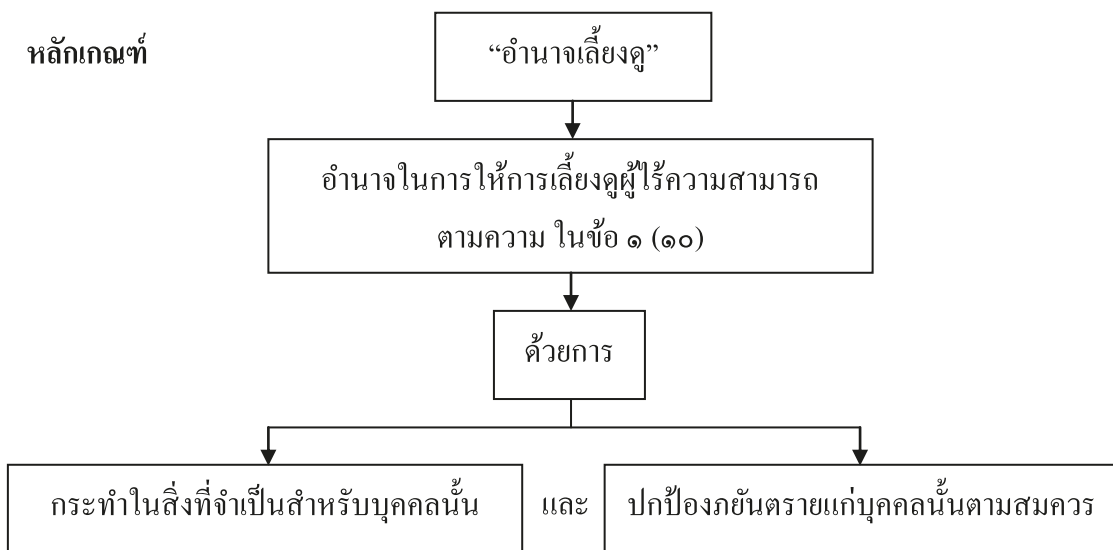 หลักเกณฑ์
“อำนาจเลี้ยงดู”
อำนาจในการให้การเลี้ยงดูผู้ไร้ความสามารถ
ตามความ ในข้อ ๑ (๑๐)
ด้วยการ
กระทำในสิ่งที่จำเป็นสำหรับบุคคลนั้น และ ปกป้องภยันตรายแก่บุคคลนั้นตามสมควร